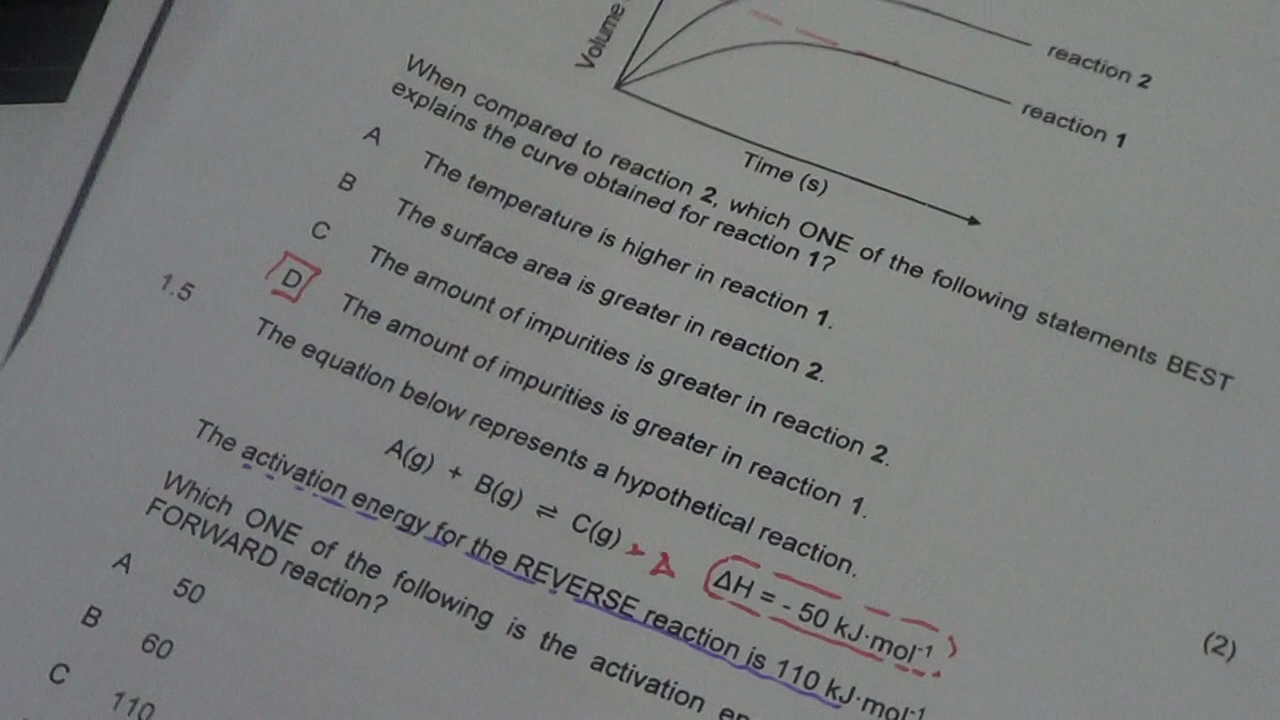 Volume
reaction 2
reaction 1
Time (s)
When compared to reaction 2, which ONE of the following statements BEST
explains the curve obtained for reaction 1?
A The temperature is higher in reaction 1.
B The surface area is greater in reaction 2.
C The amount of impurities is greater in reaction 2.
D The amount of impurities is greater in reaction 1.
(2)
1.5 The equation below represents a hypothetical reaction.
A(g) + B(g) ⇌ C(g) ΔH = - 50 kJ·mol⁻¹
The activation energy for the REVERSE reaction is 110 kJ·mol⁻¹
Which ONE of the following is the activation
FORWARD reaction?
A 50
B 60
C 110